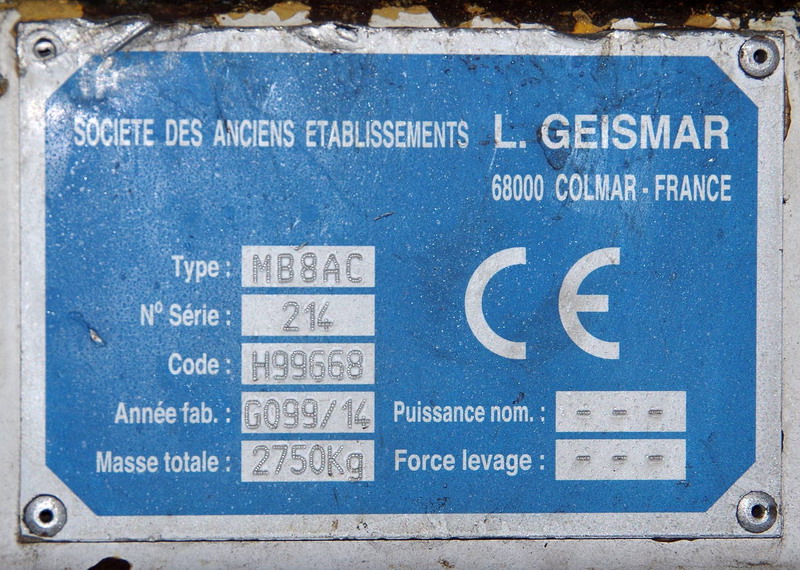 SOCIETE DES ANCIENS ETABLISSEMENTS L. GEISMAR
68000 COLMAR - FRANCE
Type : MB8AC
Nº Série : 214
CE
Code : H99668
Année fab. : G099/14 Puissance nom. : - - -
Masse totale : 2750Kg Force levage : - - -